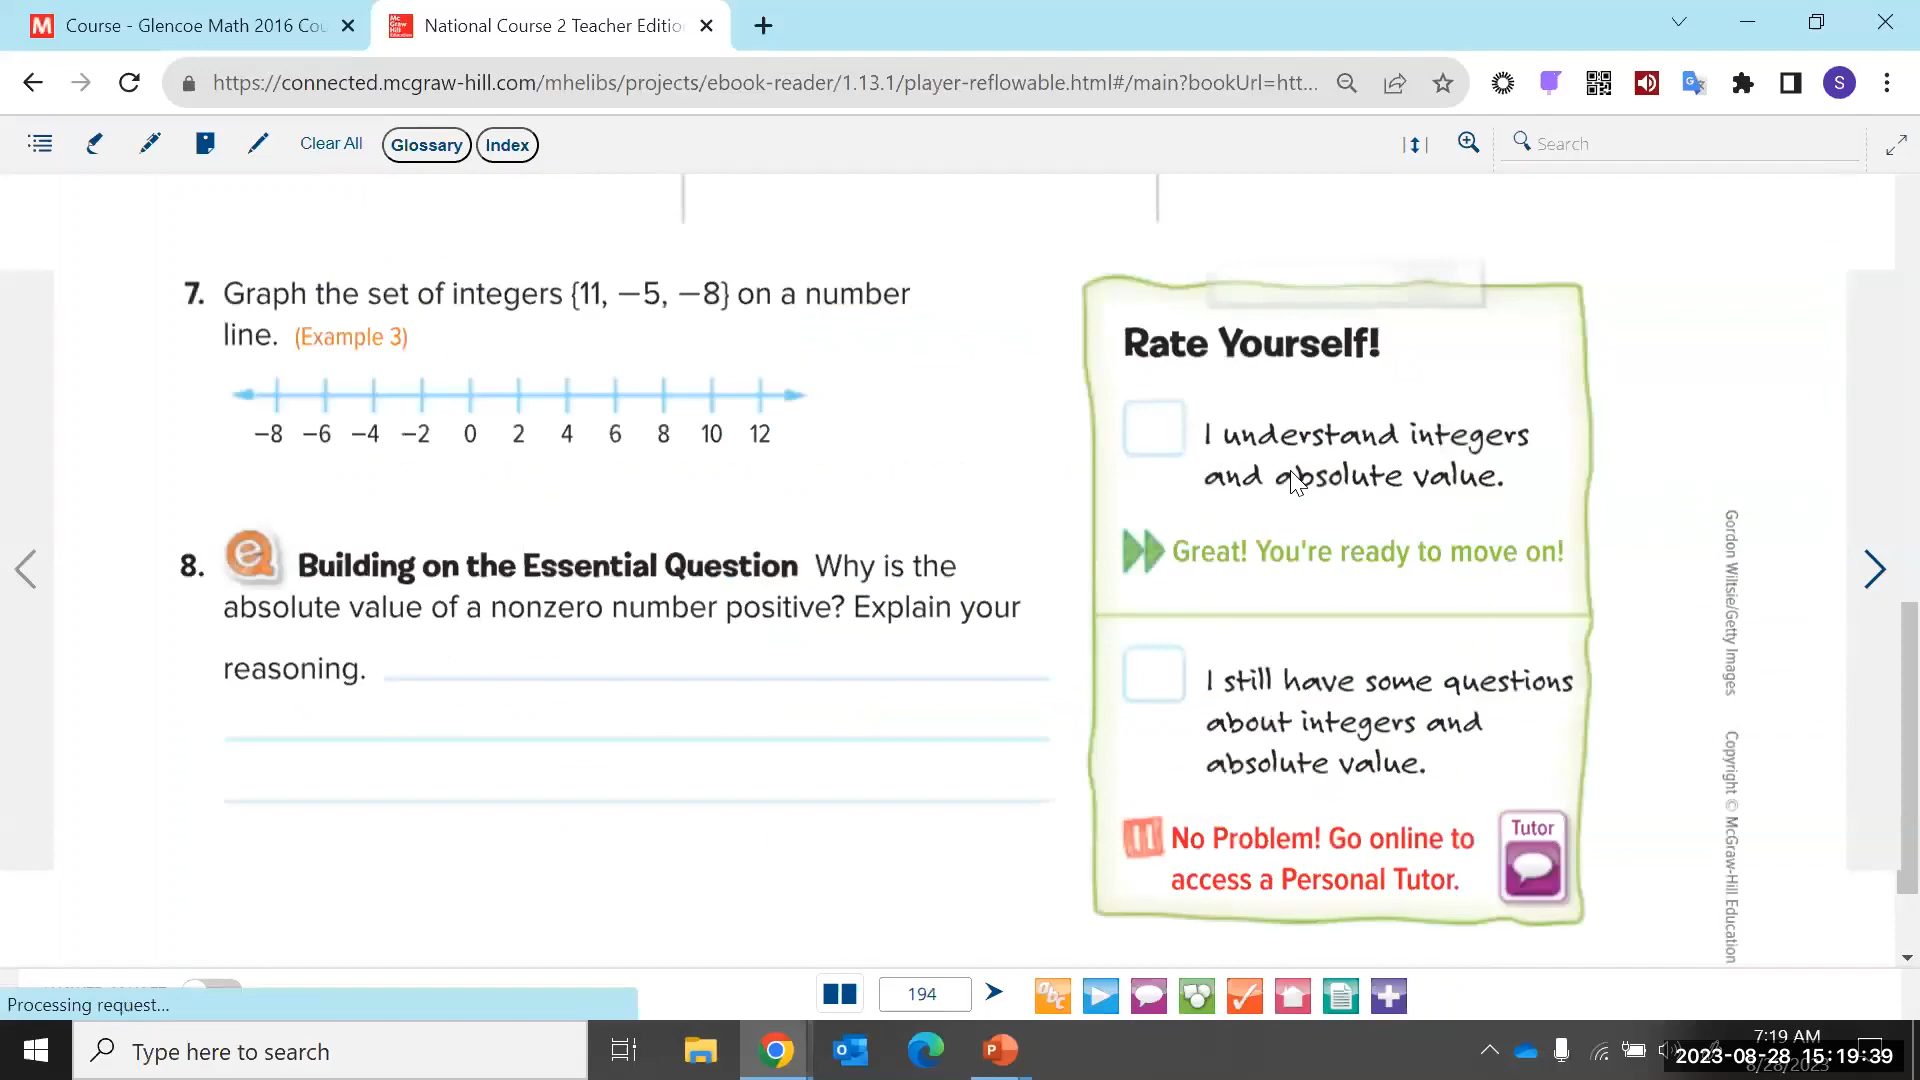 Course - Glencoe Math 2016 Cou
National Course 2 Teacher Editio
https://connected.mcgraw-hill.com/mhelibs/projects/ebook-reader/1.13.1/player-reflowable.html#/main?bookUrl=htt...
S
Clear All
Glossary
Index
Search
7. Graph the set of integers {11, −5, −8} on a number
line. (Example 3)
−8 −6 −4 −2 0 2 4 6 8 10 12
8. Building on the Essential Question Why is the
absolute value of a nonzero number positive? Explain your
reasoning.
Rate Yourself!
I understand integers
and absolute value.
Great! You're ready to move on!
I still have some questions
about integers and
absolute value.
No Problem! Go online to
access a Personal Tutor.
Tutor
Gordon Wiltsie/Getty Images
Copyright © McGraw-Hill Education
Processing request...
194
abc
Type here to search
7:19 AM
2023-08-28 15:19:39
8/28/2023